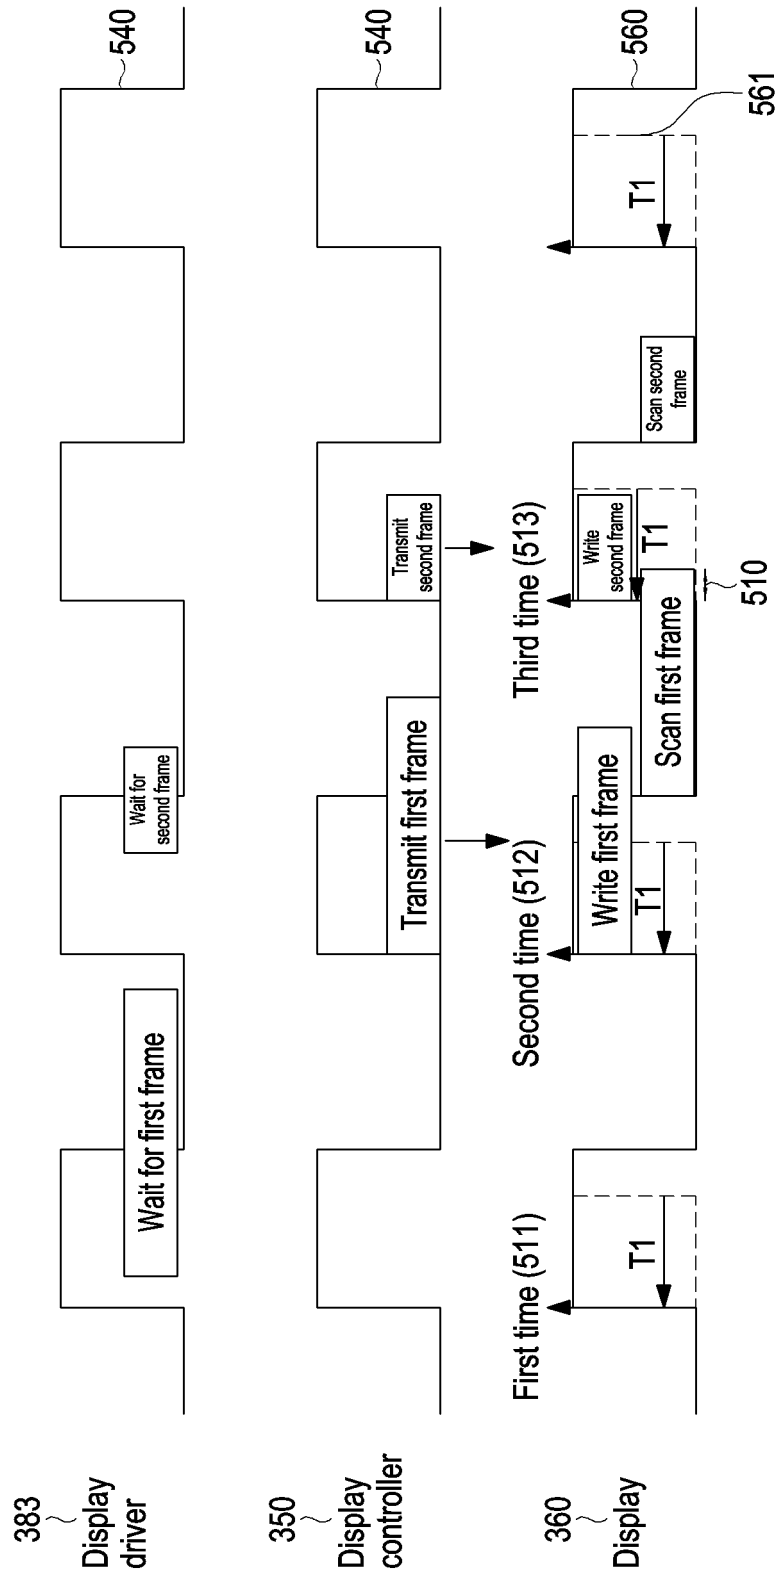 383
Display
driver
Wait for first frame
Wait for
second frame
540
350
Display
controller
Transmit first frame
Transmit
second frame
540
First time (511)
Second time (512)
Third time (513)
360
Display
T1
T1
Write first frame
Scan first frame
Write
second frame
T1
510
Scan second
frame
T1
560
561